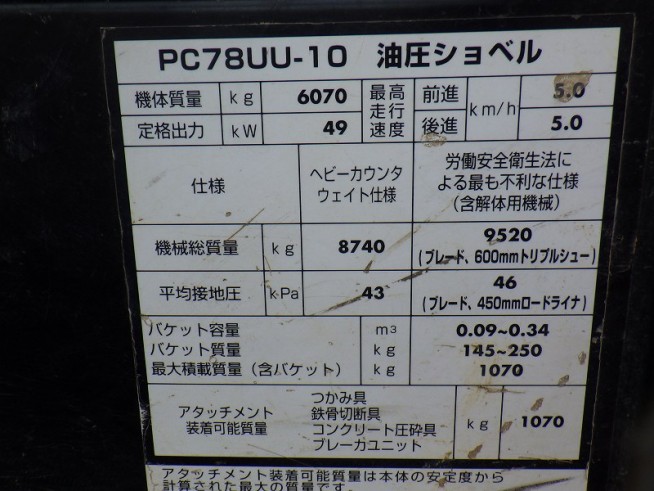 PC78UU-10 油圧ショベル
機体質量 kg 6070 最高走行速度 前進 km/h 5.0
定格出力 kW 49 後進 5.0
仕様 ヘビーカウンタ
ウェイト仕様
労働安全衛生法に
よる最も不利な仕様
(含解体用機械)
機械総質量 kg 8740 9520
(ブレード、600mmトリプルシュー)
平均接地圧 kPa 43 46
(ブレード、450mmロードライナ)
バケット容量 m3 0.09~0.34
バケット質量 kg 145~250
最大積載質量(含バケット) kg 1070
アタッチメント
装着可能質量
つかみ具
鉄骨切断具
コンクリート圧砕具
ブレーカユニット
kg 1070
アタッチメント装着可能質量は本体の安定度から
計算された最大の質量です。